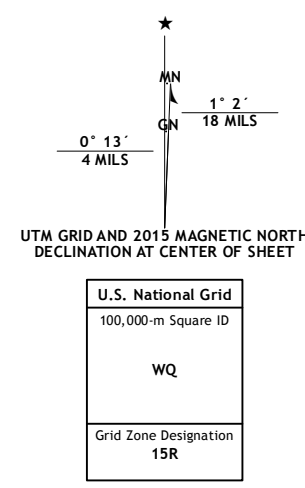 ★
MN
GN
1° 2´
18 MILS
0° 13´
4 MILS
UTM GRID AND 2015 MAGNETIC NORTH
DECLINATION AT CENTER OF SHEET
U.S. National Grid
100,000-m Square ID
WQ
Grid Zone Designation
15R